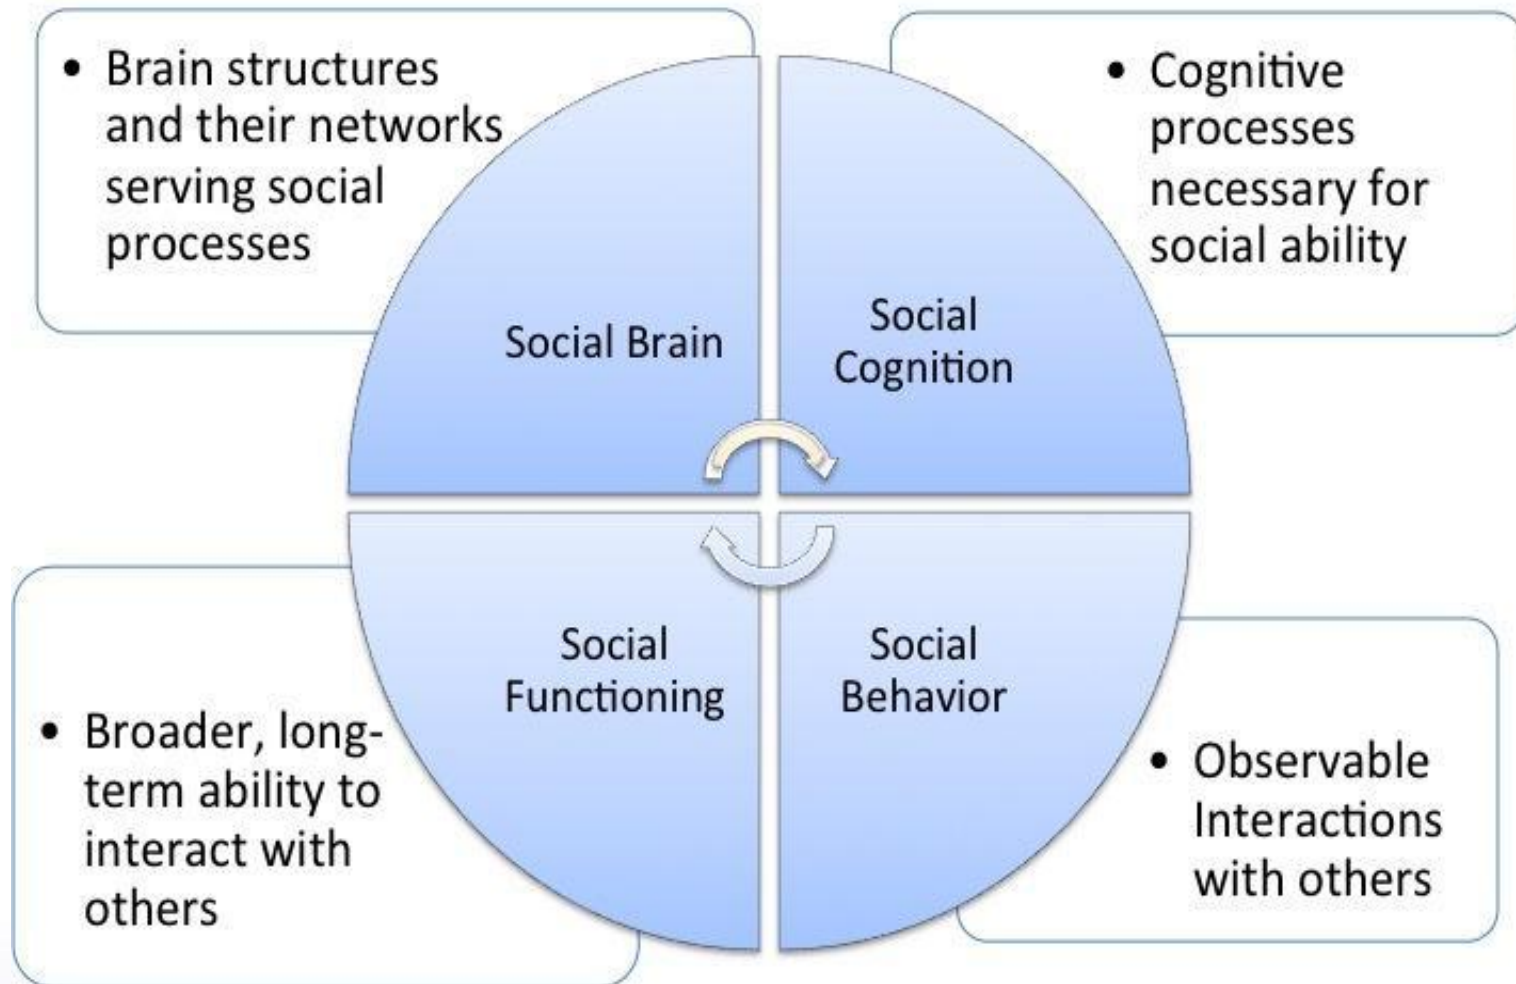 • Brain structures
and their networks
serving social
processes
• Cognitive
processes
necessary for
social ability
Social Brain
Social
Cognition
Social
Functioning
Social
Behavior
• Broader, long-
term ability to
interact with
others
• Observable
Interactions
with others